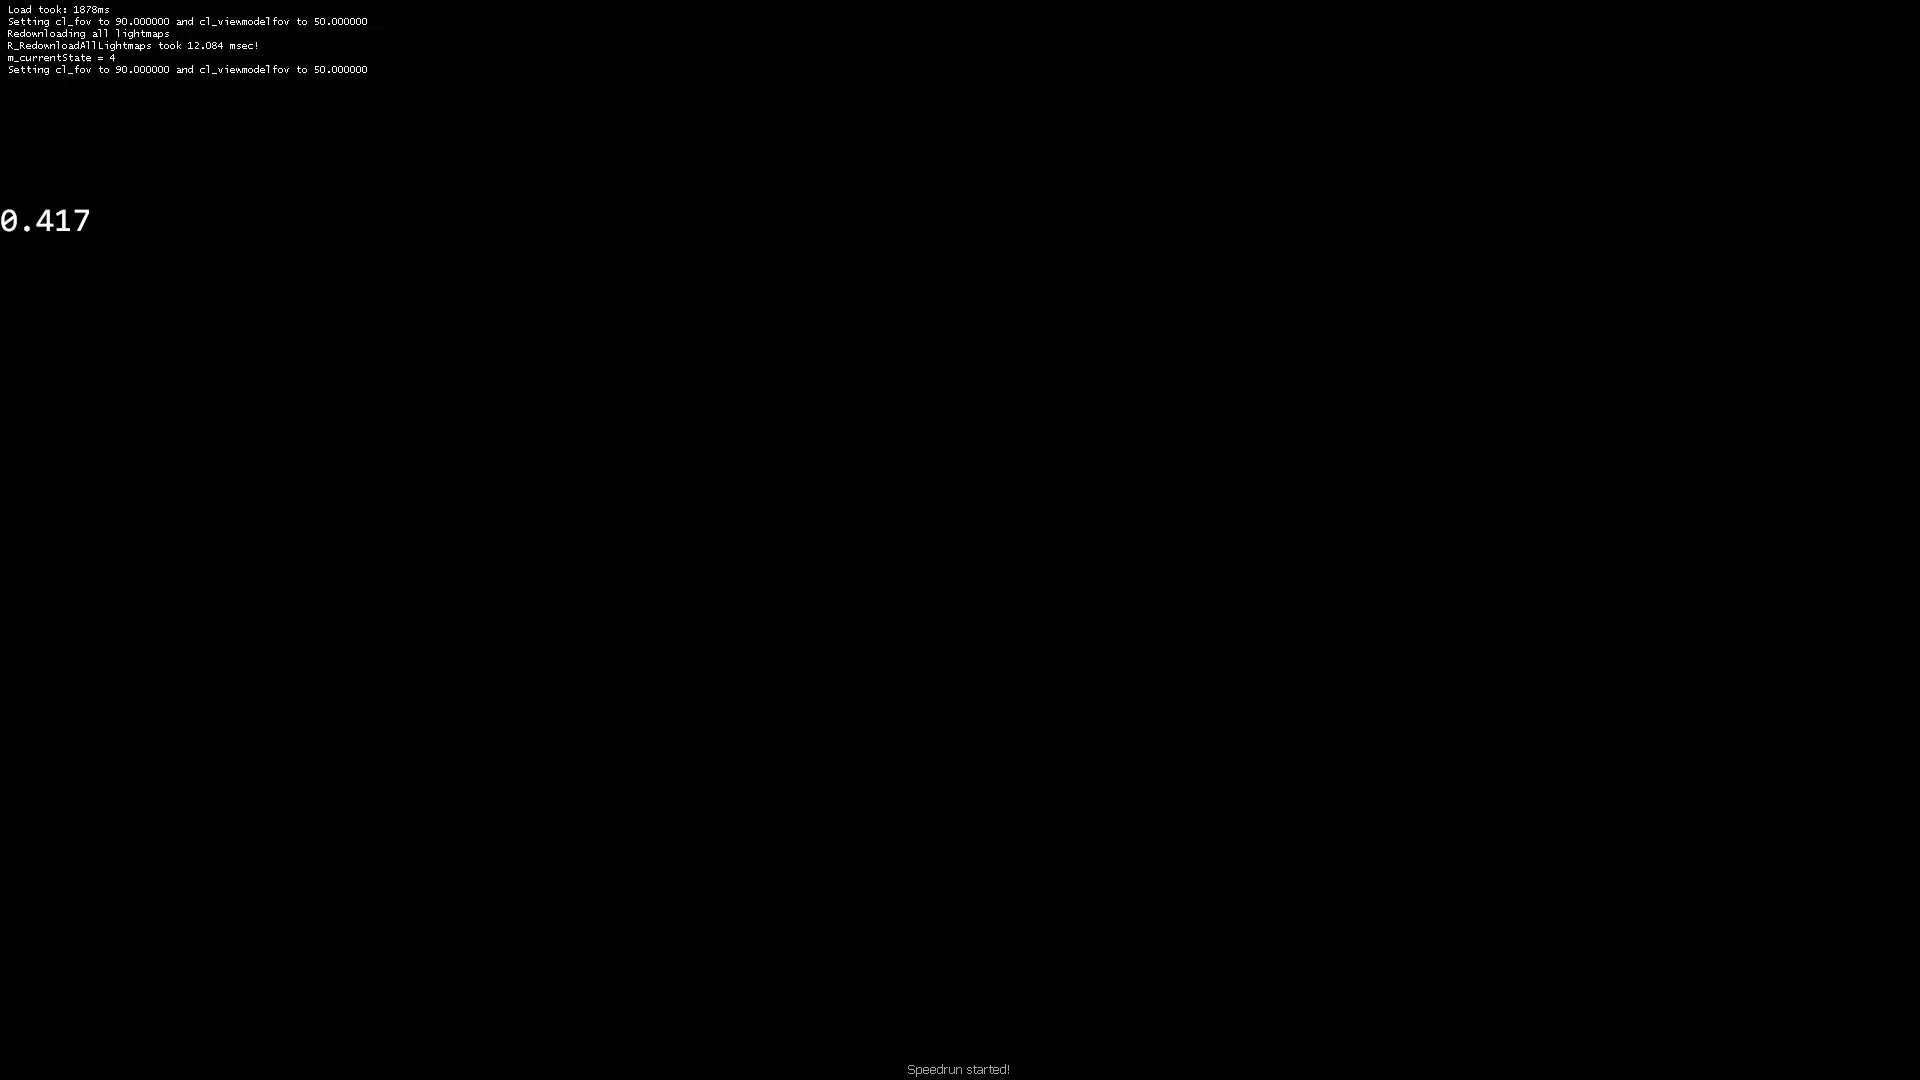 Load took: 1878ms
Setting cl_fov to 90.000000 and cl_viewmodelfov to 50.000000
Redownloading all lightmaps
R_RedownloadAllLightmaps took 12.084 msec!
m_currentState = 4
Setting cl_fov to 90.000000 and cl_viewmodelfov to 50.000000
0.417
Speedrun started!